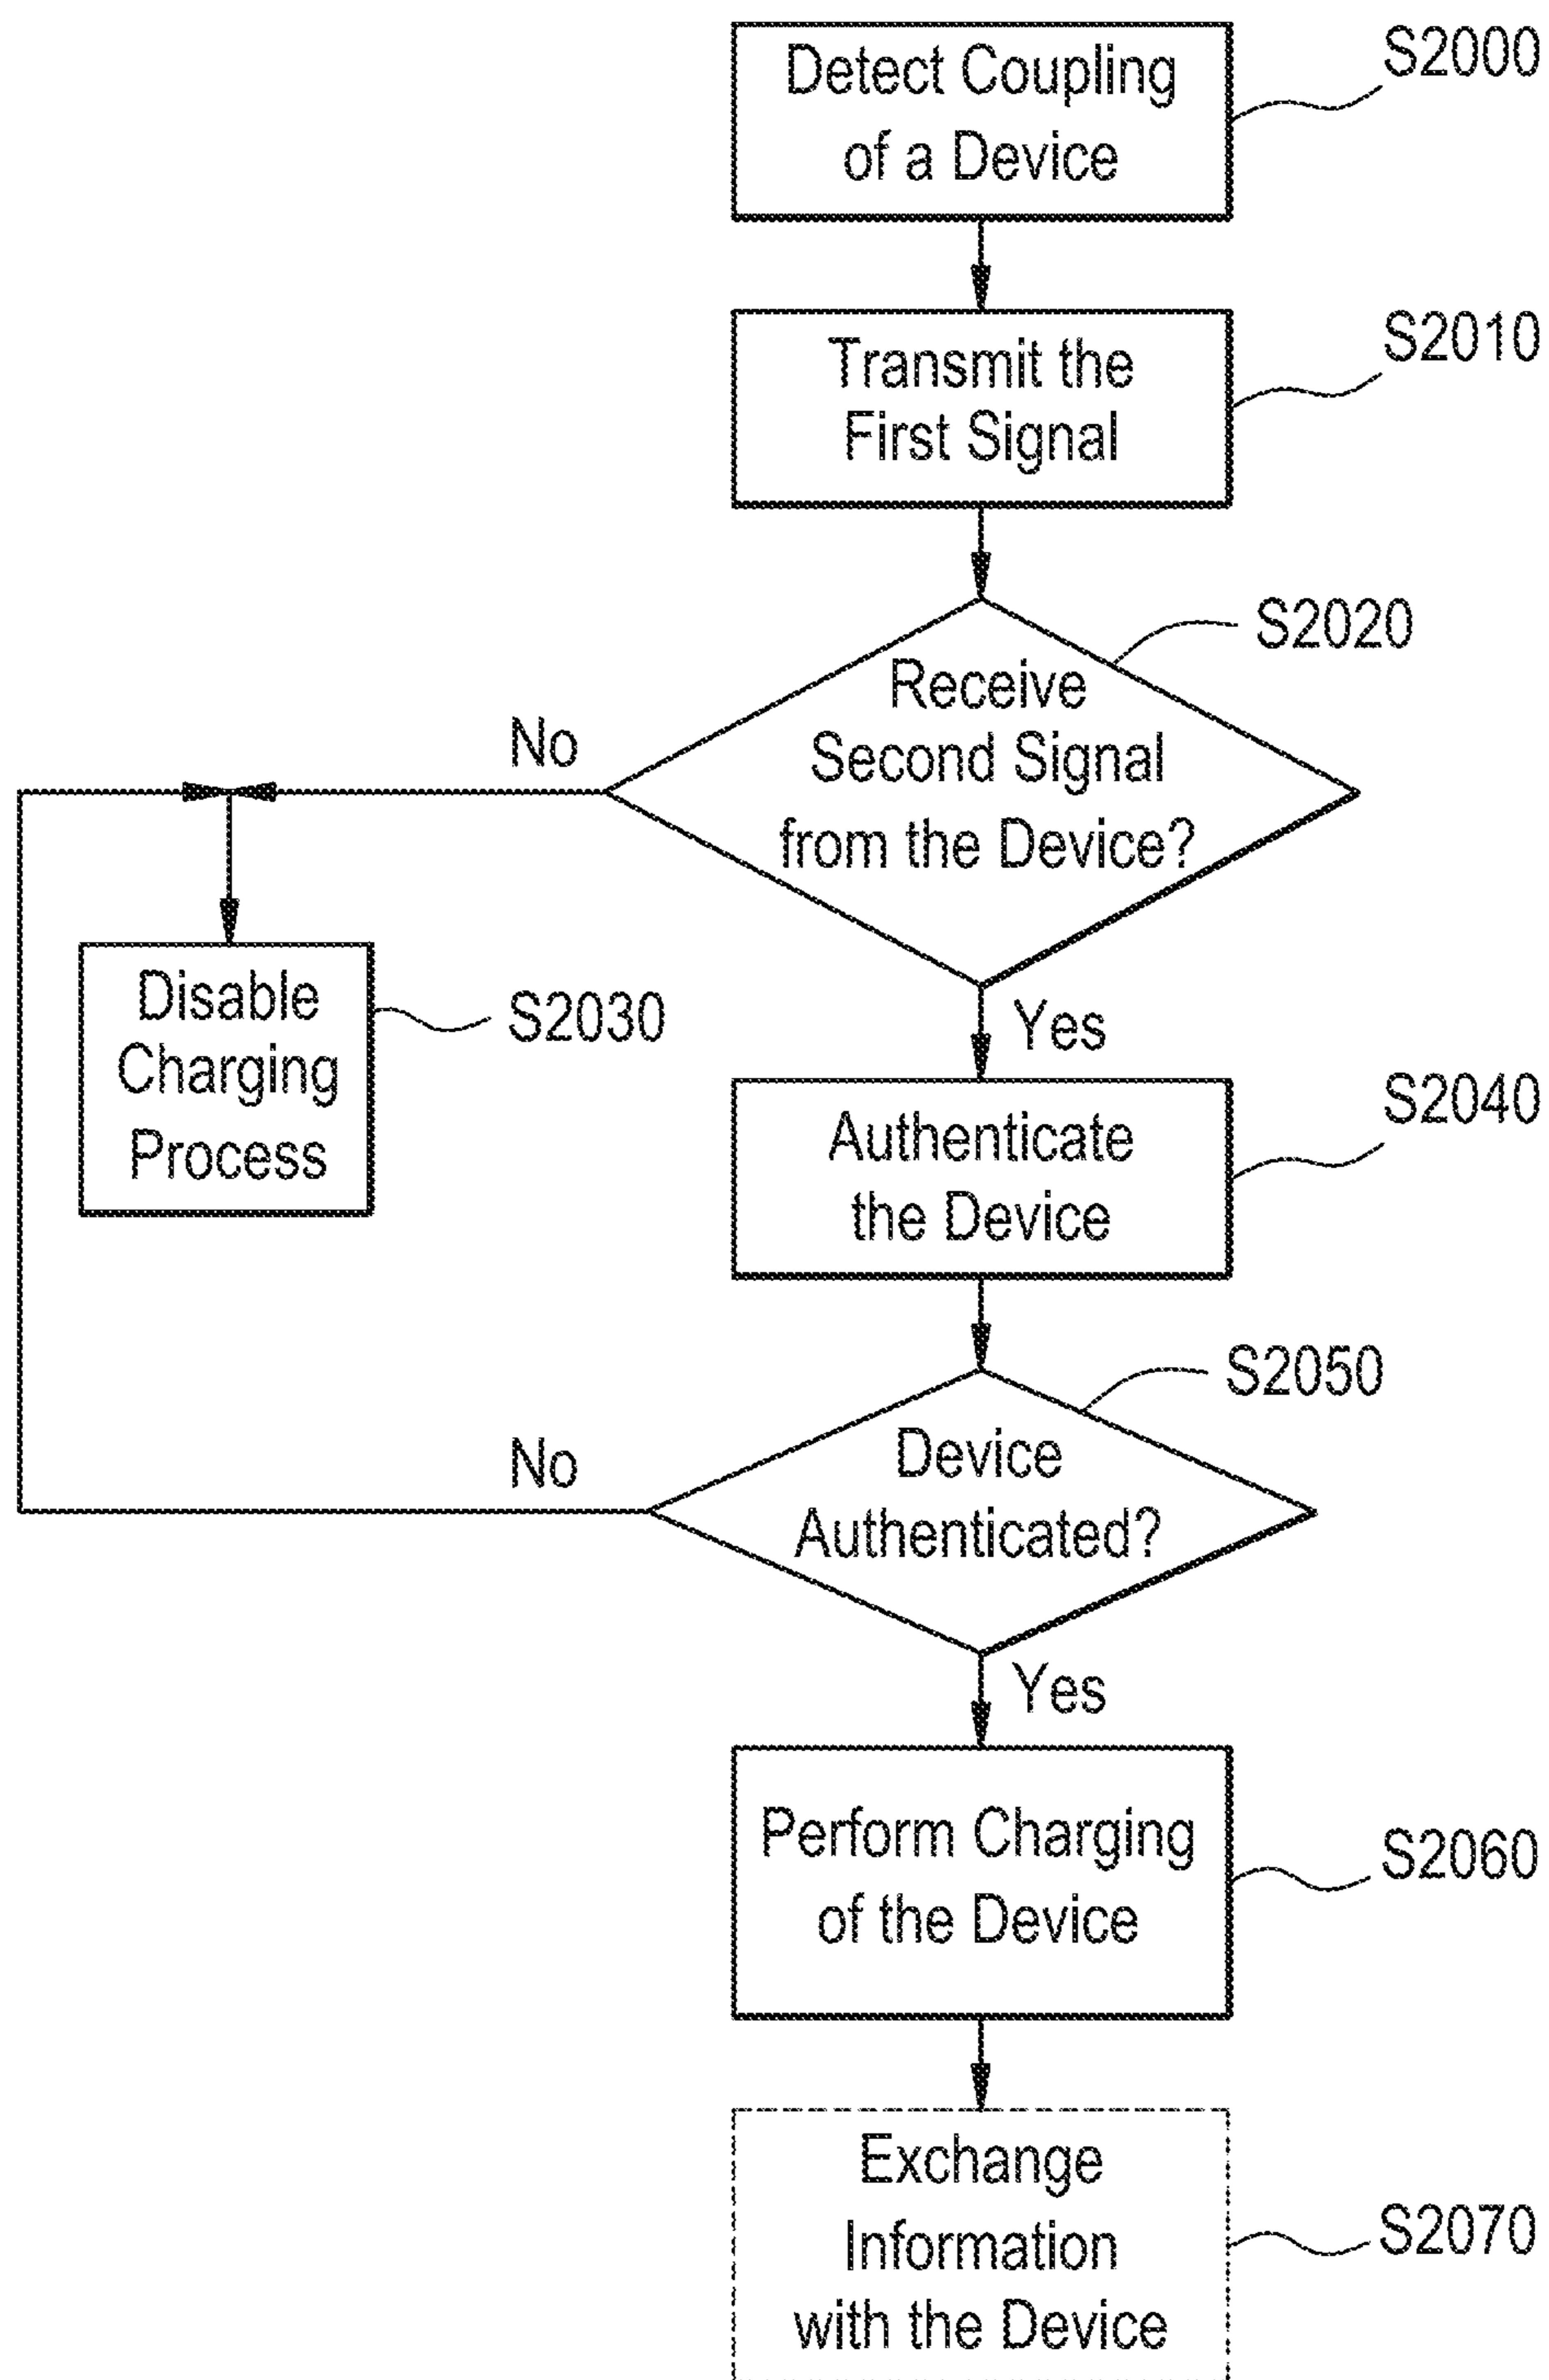 Detect Coupling
of a Device
S2000
Transmit the
First Signal
S2010
S2020
Receive
Second Signal
from the Device?
No
Yes
Disable
Charging
Process
S2030
Authenticate
the Device
S2040
S2050
Device
Authenticated?
No
Yes
Perform Charging
of the Device
S2060
Exchange
Information
with the Device
S2070